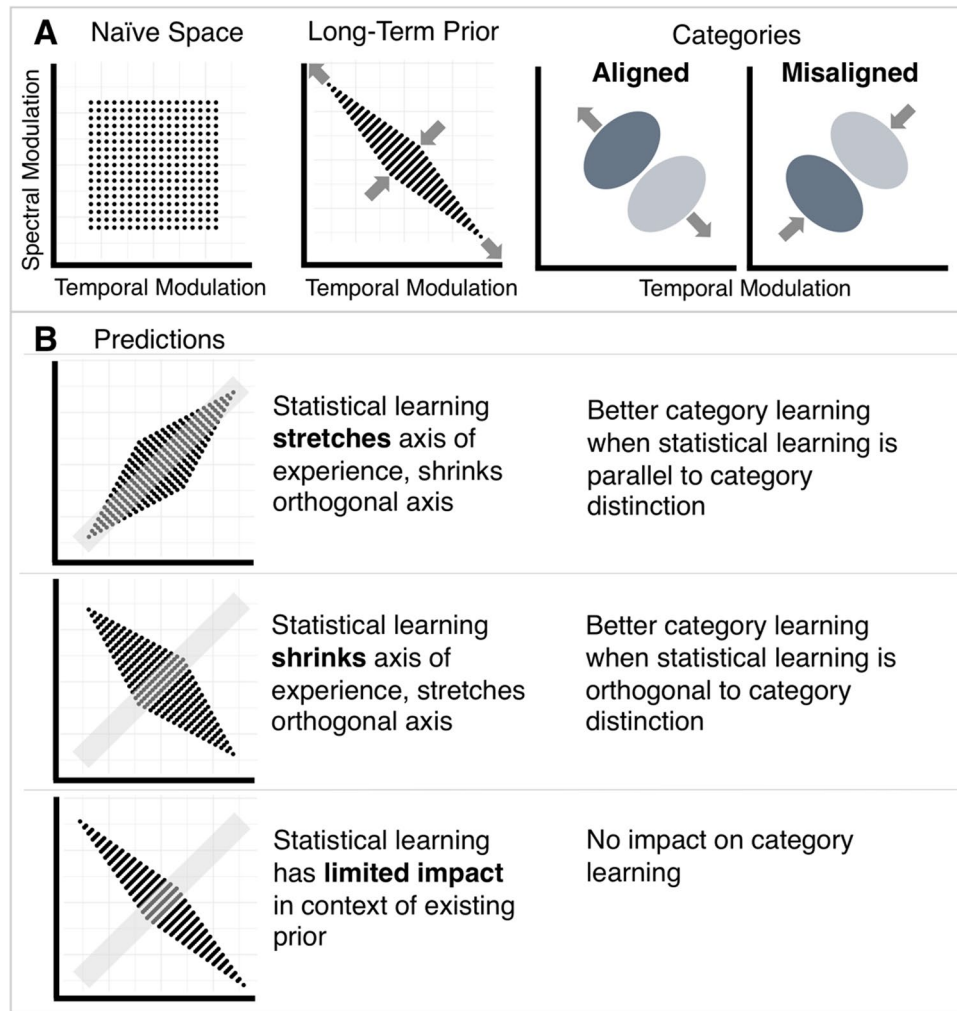 A
Naïve Space
Long-Term Prior
Categories
Aligned
Misaligned
Spectral Modulation
Temporal Modulation
Temporal Modulation
Temporal Modulation
B
Predictions
Statistical learning
stretches axis of
experience, shrinks
orthogonal axis
Better category learning
when statistical learning is
parallel to category
distinction
Statistical learning
shrinks axis of
experience, stretches
orthogonal axis
Better category learning
when statistical learning is
orthogonal to category
distinction
Statistical learning
has limited impact
in context of existing
prior
No impact on category
learning